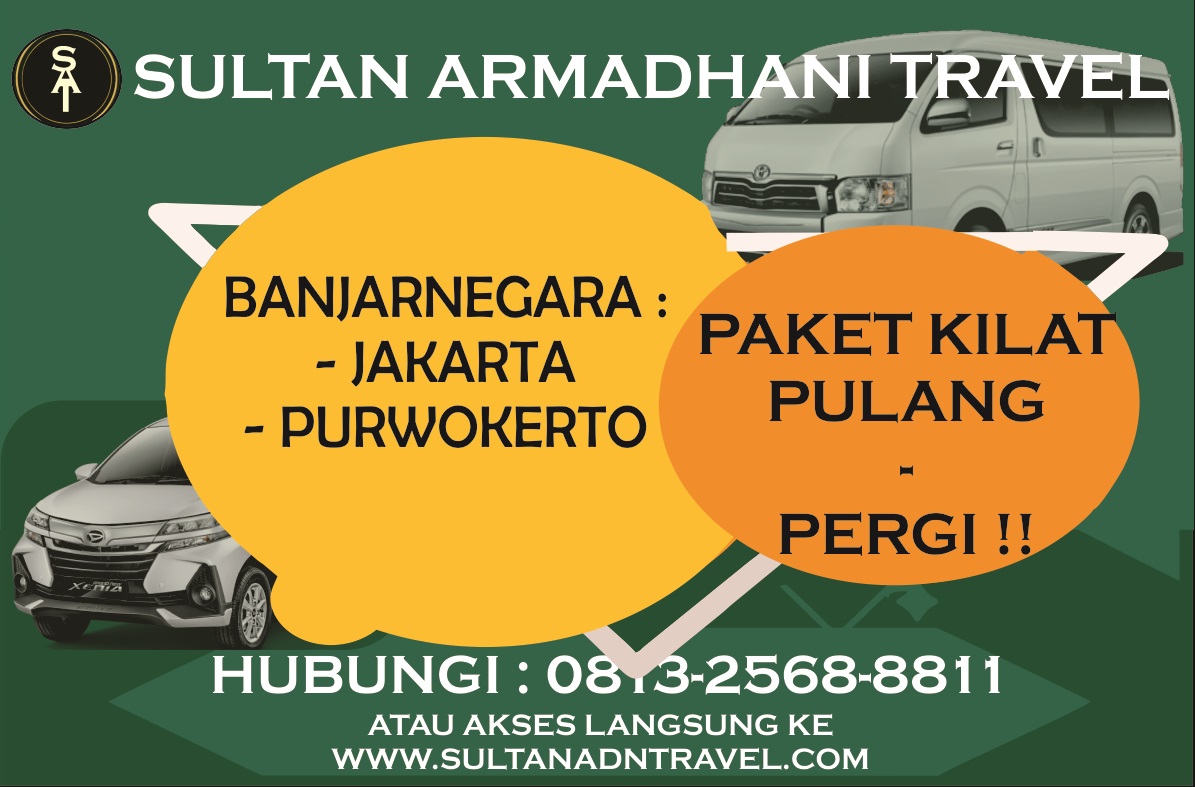 SAT
SULTAN ARMADHANI TRAVEL
BANJARNEGARA :
- JAKARTA
- PURWOKERTO
PAKET KILAT
PULANG
-
PERGI !!
XENIA
HUBUNGI : 0813-2568-8811
ATAU AKSES LANGSUNG KE
WWW.SULTANADNTRAVEL.COM